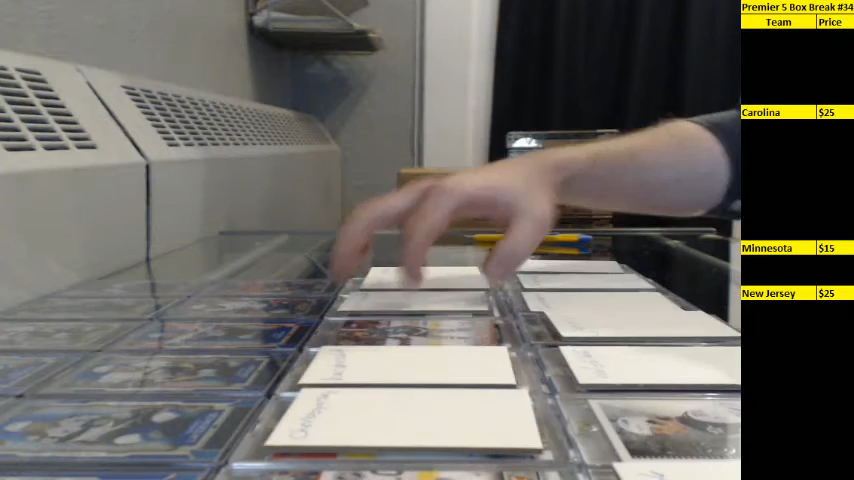 Premier 5 Box Break #34
Team Price
Carolina $25
Minnesota $15
New Jersey $25